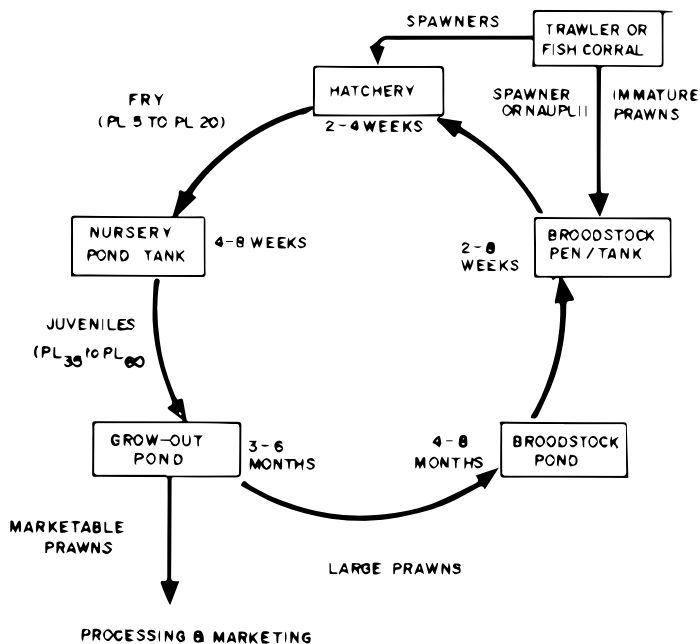 SPAWNERS
TRAWLER OR
FISH CORRAL
HATCHERY
2-4 WEEKS
SPAWNER
OR NAUPLII
IMMATURE
PRAWNS
FRY
(PL 5 TO PL 20)
NURSERY
POND TANK
4-8 WEEKS
2-8
WEEKS
BROODSTOCK
PEN/TANK
JUVENILES
(PL35 to PL60
GROW-OUT
POND
3-6
MONTHS
4-8
MONTHS
BROODSTOCK
POND
MARKETABLE
PRAWNS
LARGE PRAWNS
PROCESSING & MARKETING